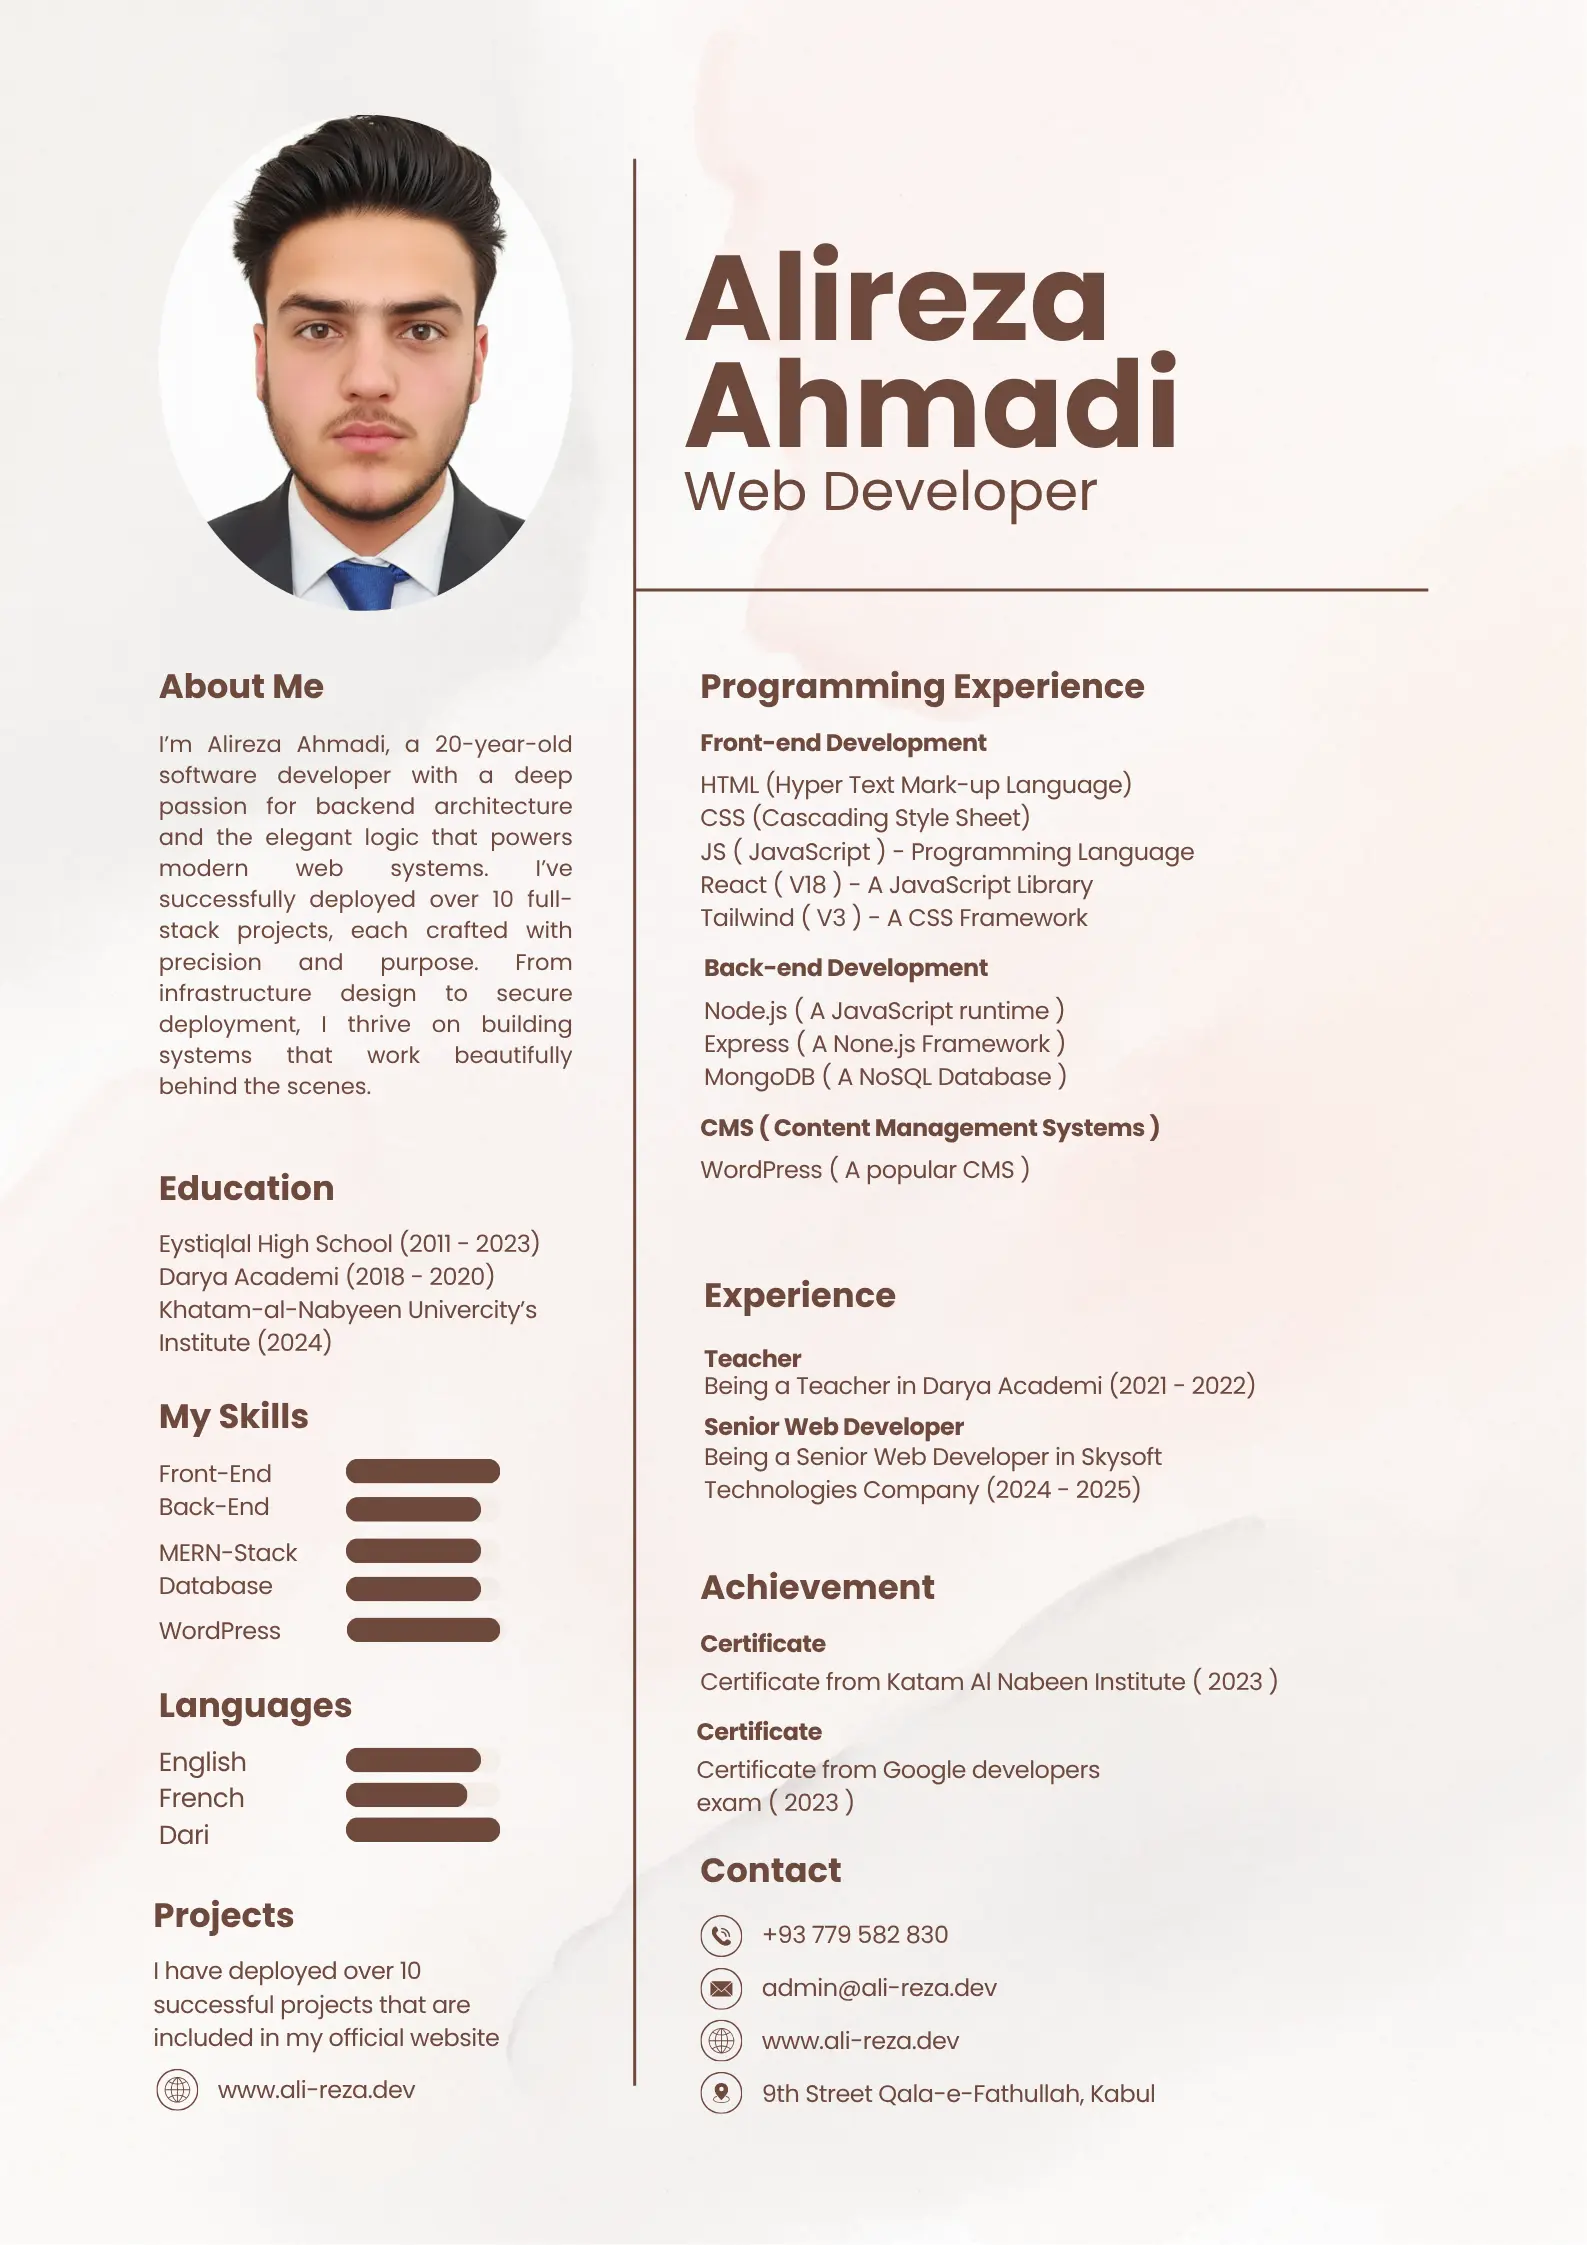 Alireza
Ahmadi
Web Developer
About Me
I’m Alireza Ahmadi, a 20-year-old
software developer with a deep
passion for backend architecture
and the elegant logic that powers
modern web systems. I’ve
successfully deployed over 10 full-
stack projects, each crafted with
precision and purpose. From
infrastructure design to secure
deployment, I thrive on building
systems that work beautifully
behind the scenes.
Education
Eystiqlal High School (2011 - 2023)
Darya Academi (2018 - 2020)
Khatam-al-Nabyeen Univercity’s
Institute (2024)
My Skills
Front-End
Back-End
MERN-Stack
Database
WordPress
Languages
English
French
Dari
Projects
I have deployed over 10
successful projects that are
included in my official website
www.ali-reza.dev
Programming Experience
Front-end Development
HTML (Hyper Text Mark-up Language)
CSS (Cascading Style Sheet)
JS ( JavaScript ) - Programming Language
React ( V18 ) - A JavaScript Library
Tailwind ( V3 ) - A CSS Framework
Back-end Development
Node.js ( A JavaScript runtime )
Express ( A None.js Framework )
MongoDB ( A NoSQL Database )
CMS ( Content Management Systems )
WordPress ( A popular CMS )
Experience
Teacher
Being a Teacher in Darya Academi (2021 - 2022)
Senior Web Developer
Being a Senior Web Developer in Skysoft
Technologies Company (2024 - 2025)
Achievement
Certificate
Certificate from Katam Al Nabeen Institute ( 2023 )
Certificate
Certificate from Google developers
exam ( 2023 )
Contact
+93 779 582 830
admin@ali-reza.dev
www.ali-reza.dev
9th Street Qala-e-Fathullah, Kabul